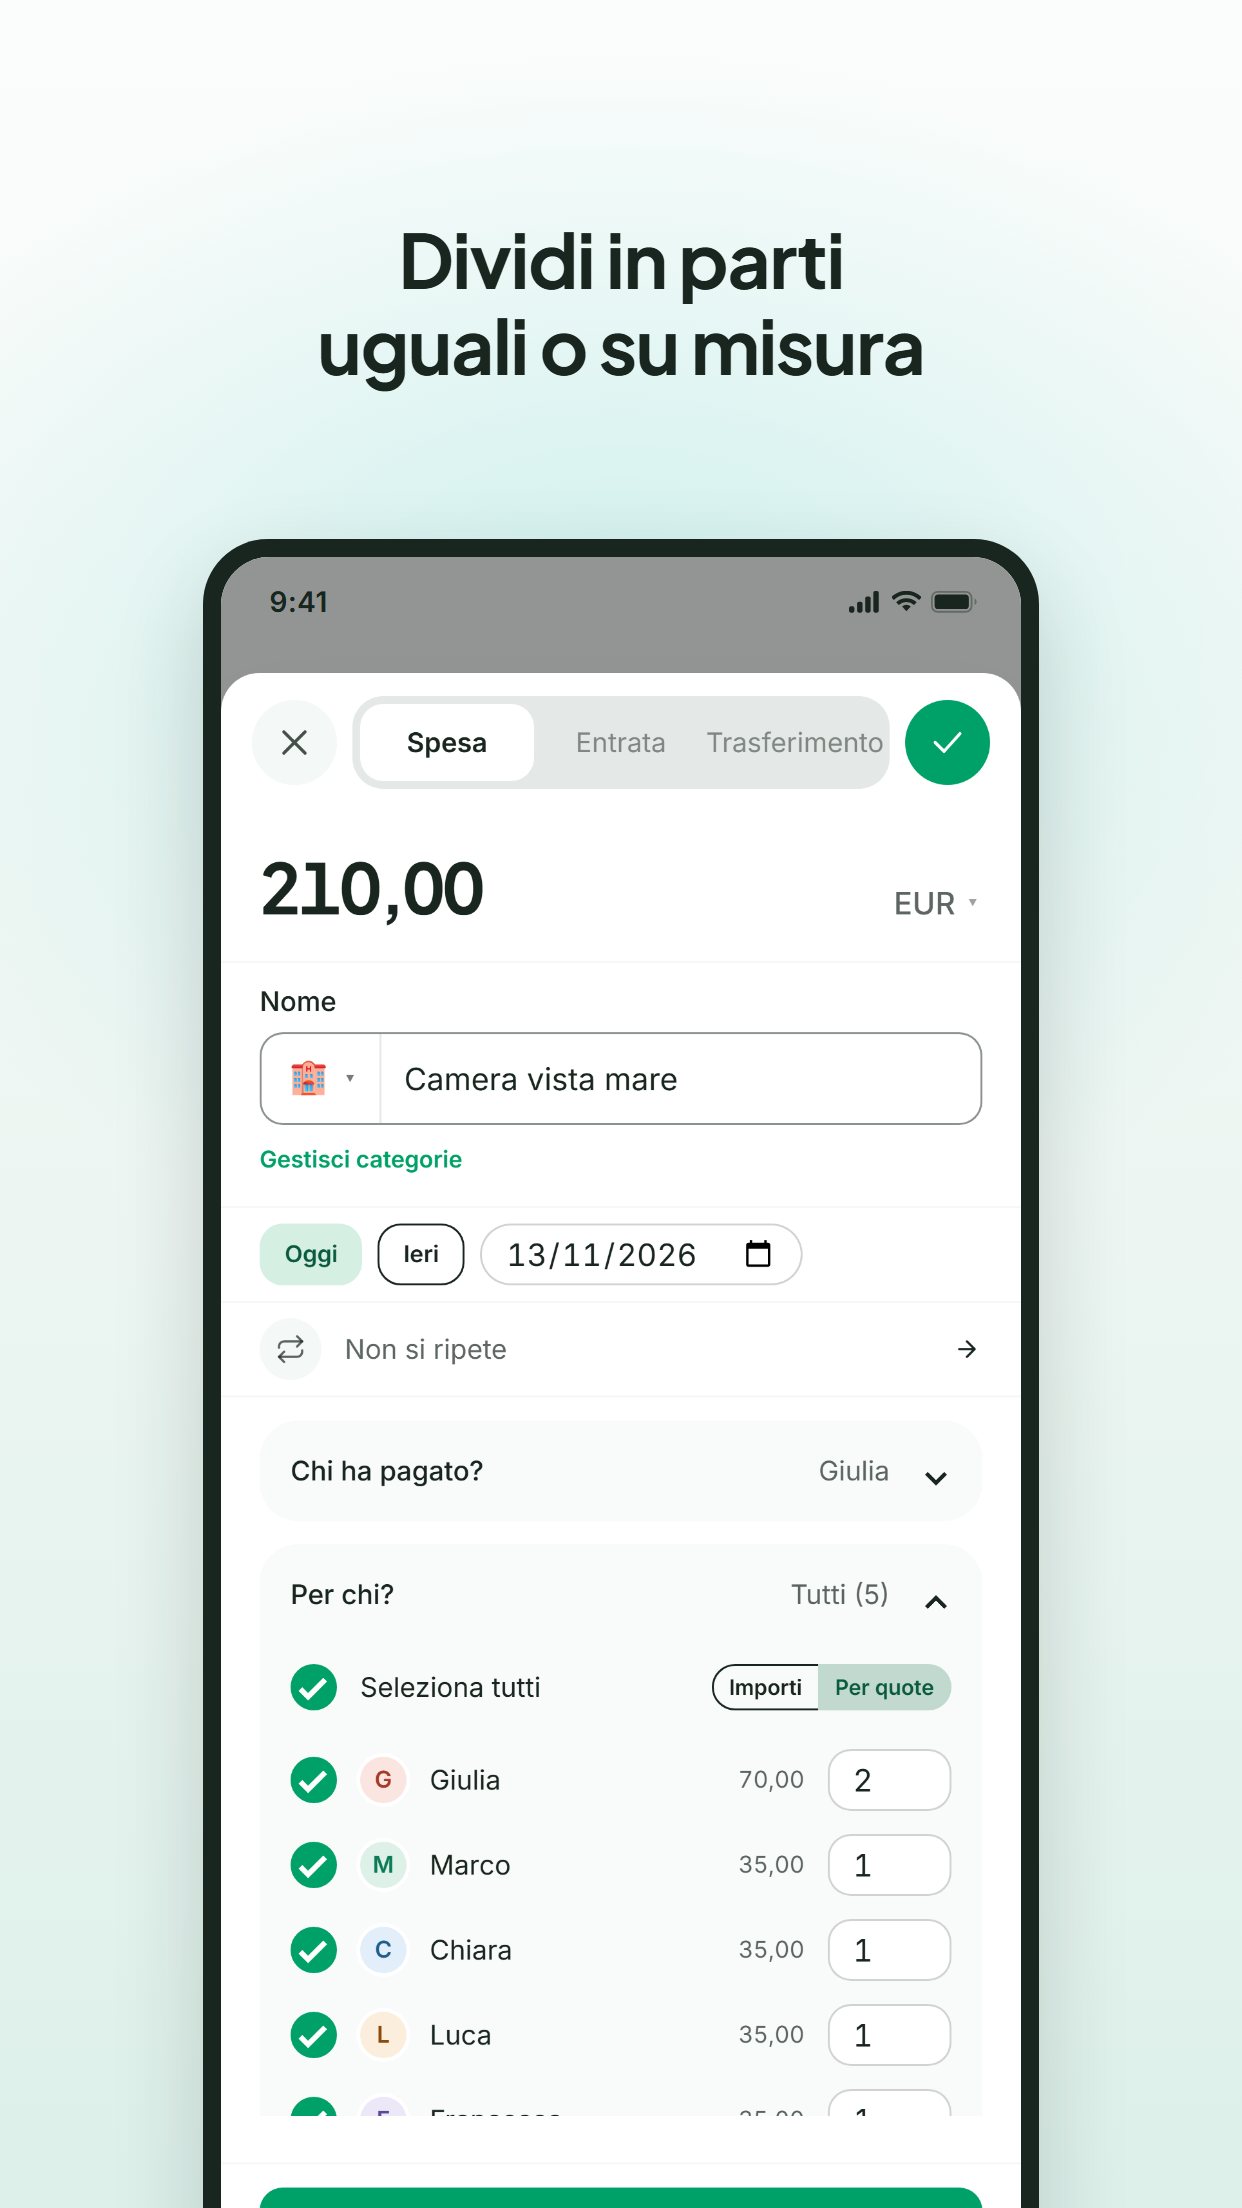 Dividi in parti
uguali o su misura
9:41
Spesa
Entrata
Trasferimento
210,00
EUR
Nome
Camera vista mare
Gestisci categorie
Oggi
Ieri
13/11/2026
Non si ripete
Chi ha pagato?
Giulia
Per chi?
Tutti (5)
Seleziona tutti
Importi
Per quote
G
Giulia
70,00
2
M
Marco
35,00
1
C
Chiara
35,00
1
L
Luca
35,00
1